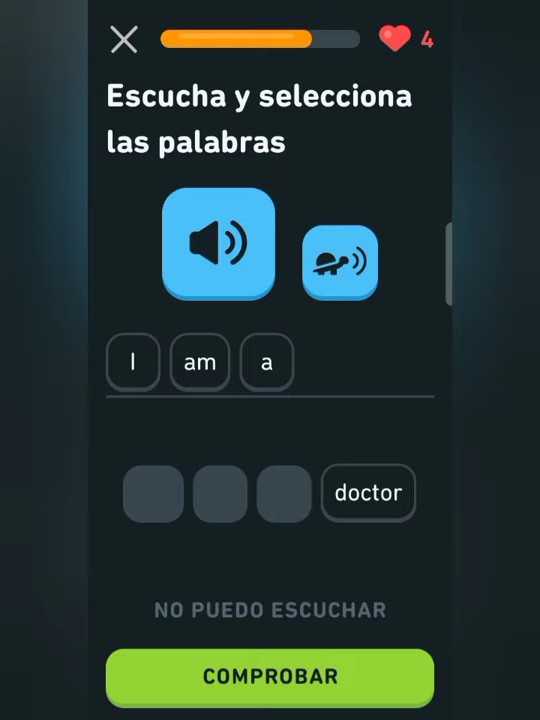 4
Escucha y selecciona
las palabras
I am a
doctor
NO PUEDO ESCUCHAR
COMPROBAR